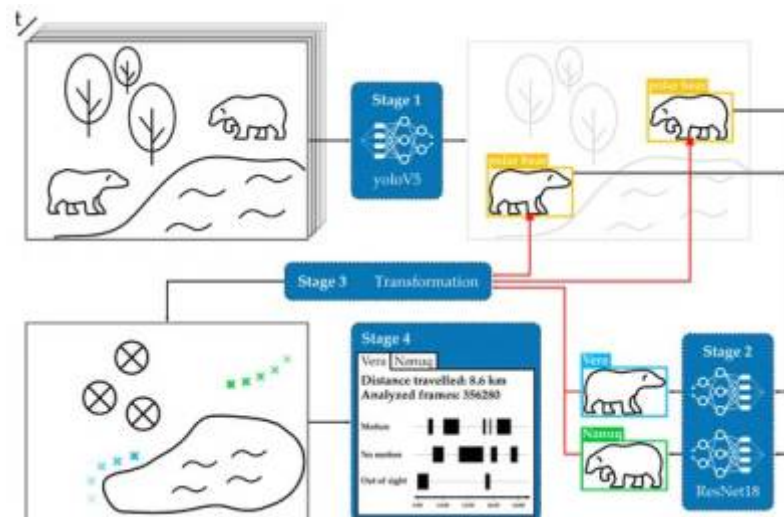 t
Stage 1
yoloV5
polar bear
polar bear
Stage 3 Transformation
Stage 4
Vera Nanuq
Distance travelled: 8.6 km
Analyzed frames: 356280
Motion
No motion
Out of sight
Vera
Nanuq
Stage 2
ResNet18